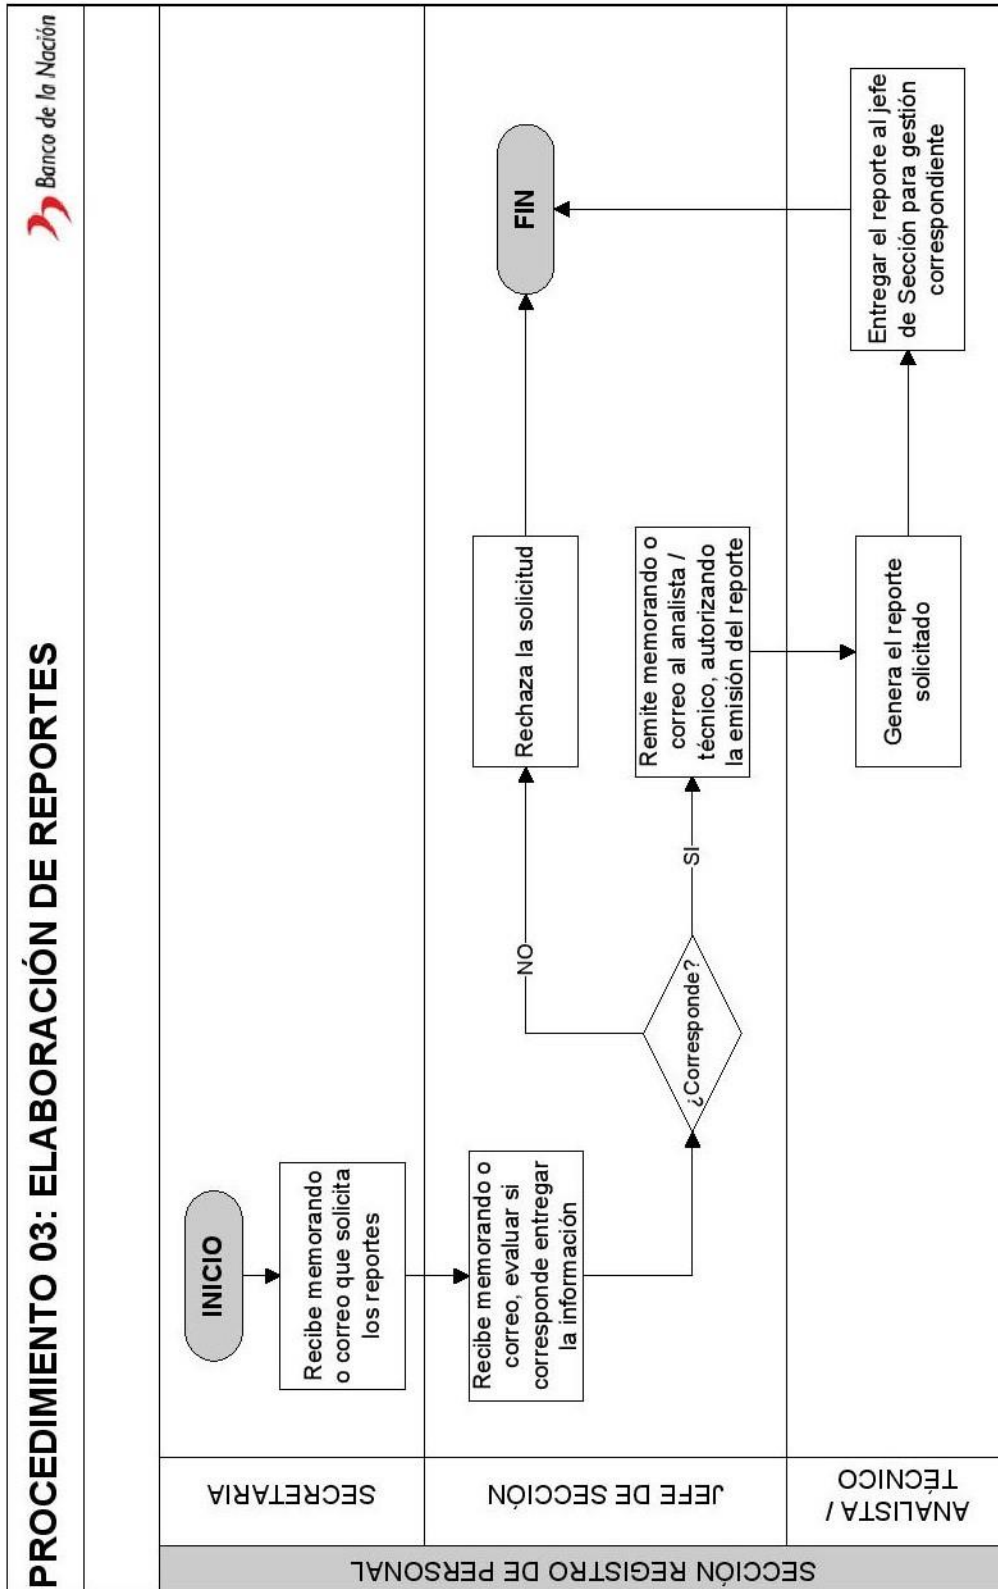 PROCEDIMIENTO 03: ELABORACIÓN DE REPORTES
Banco de la Nación
SECCIÓN REGISTRO DE PERSONAL
SECRETARIA
INICIO
Recibe memorando
o correo que solicita
los reportes
JEFE DE SECCIÓN
Recibe memorando o
correo, evaluar si
corresponde entregar
la información
¿Corresponde?
NO
Rechaza la solicitud
FIN
SI
Remite memorando o
correo al analista /
técnico, autorizando
la emisión del reporte
ANALISTA /
TÉCNICO
Genera el reporte
solicitado
Entregar el reporte al jefe
de Sección para gestión
correspondiente